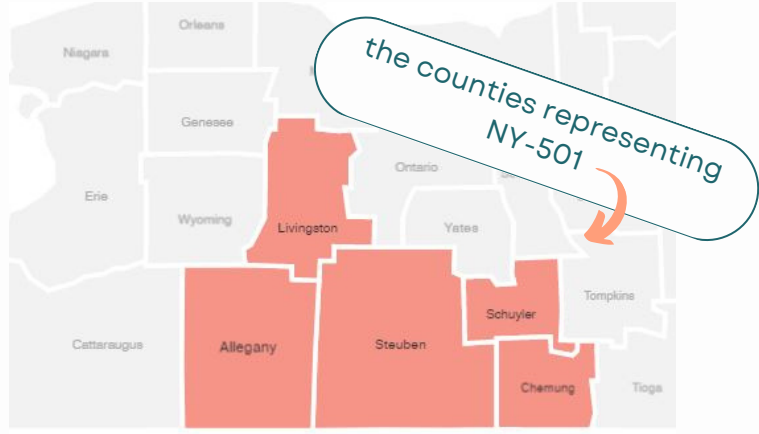 Orleans
Niagara
the counties representing
NY-501
Genesee
Ontario
Erie
Wyoming
Livingston
Yates
Tompkins
Schuyler
Cattaraugus
Allegany
Steuben
Chemung
Tioga